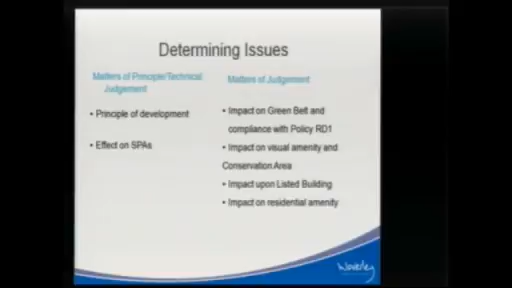 Determining Issues
Matters of Principle/Technical
Judgement
• Principle of development
• Effect on SPAs
Matters of Judgement
• Impact on Green Belt and
compliance with Policy RD1
• Impact on visual amenity and
Conservation Area
• Impact upon Listed Building
• Impact on residential amenity
Waverley